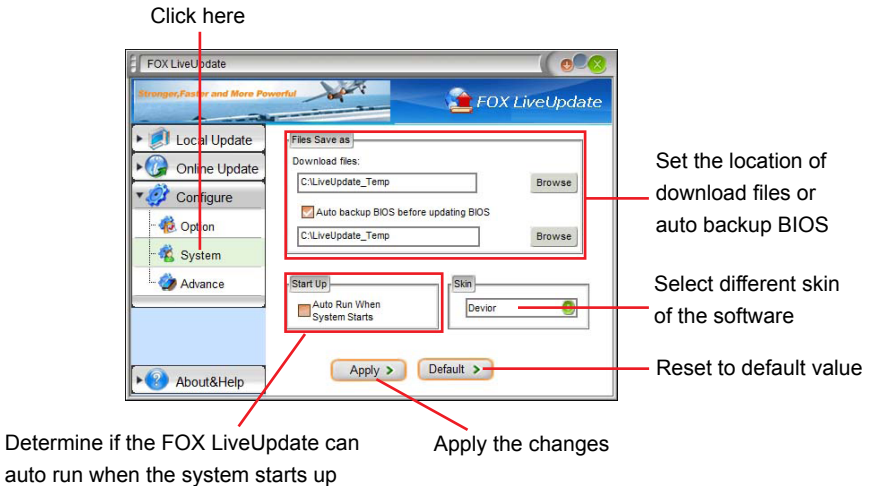 Click here
FOX LiveUpdate
Stronger,Faster and More Powerful
FOX LiveUpdate
Local Update
Online Update
Configure
Option
System
Advance
About&Help
Files Save as
Download files:
C:\LiveUpdate_Temp
Browse
Auto backup BIOS before updating BIOS
C:\LiveUpdate_Temp
Browse
Start Up
Auto Run When
System Starts
Skin
Devior
Apply
Default
Set the location of
download files or
auto backup BIOS
Select different skin
of the software
Reset to default value
Determine if the FOX LiveUpdate can
auto run when the system starts up
Apply the changes